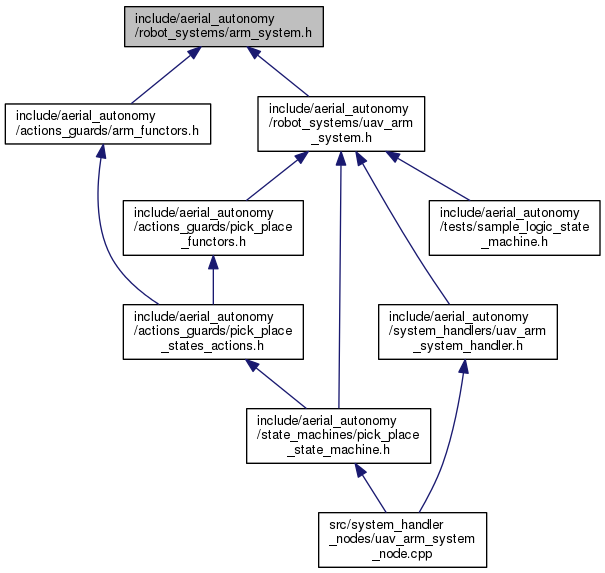 include/aerial_autonomy
/robot_systems/arm_system.h
include/aerial_autonomy
/actions_guards/arm_functors.h
include/aerial_autonomy
/robot_systems/uav_arm
_system.h
include/aerial_autonomy
/actions_guards/pick_place
_functors.h
include/aerial_autonomy
/tests/sample_logic_state
_machine.h
include/aerial_autonomy
/actions_guards/pick_place
_states_actions.h
include/aerial_autonomy
/system_handlers/uav_arm
_system_handler.h
include/aerial_autonomy
/state_machines/pick_place
_state_machine.h
src/system_handler
_nodes/uav_arm_system
_node.cpp